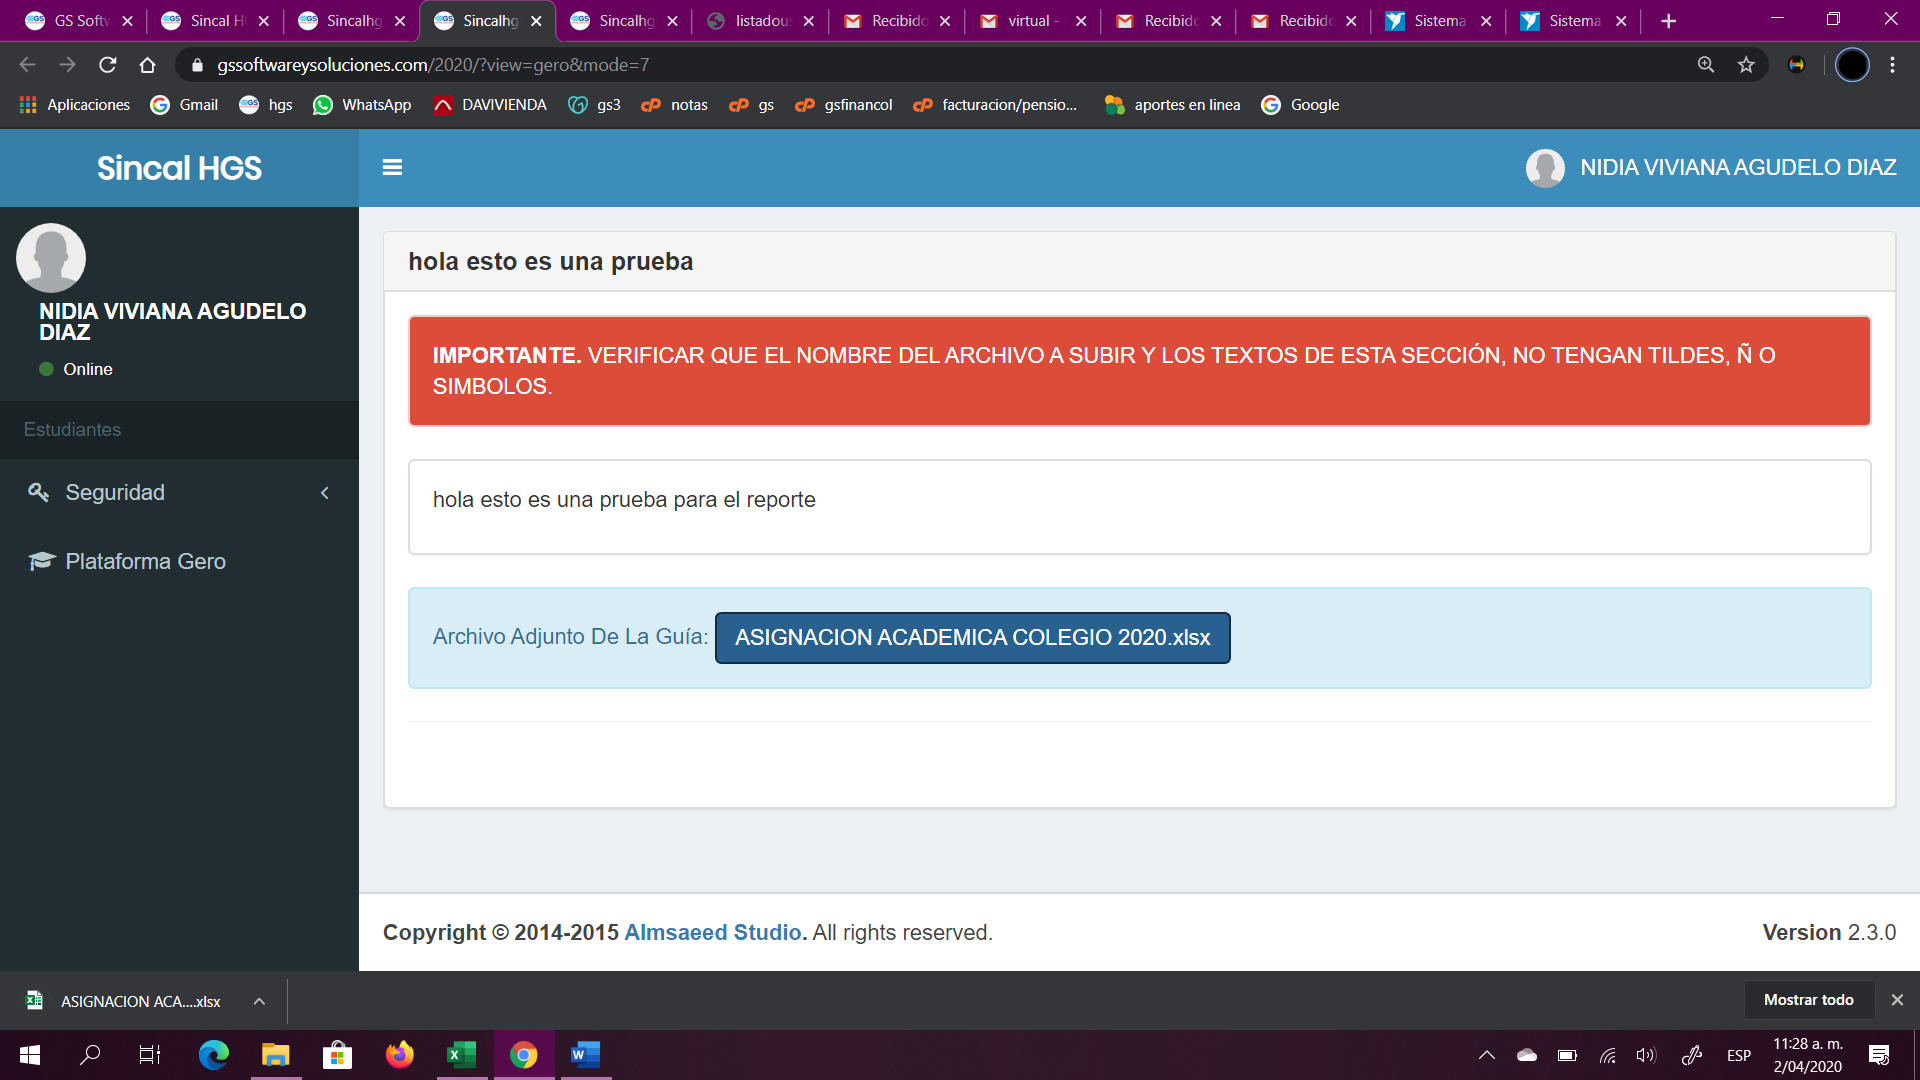 GS Softw
Sincal H
Sincalhg
Sincalhg
Sincalhg
listadous
Recibido
virtual -
Recibido
Recibido
Sistema
Sistema
gssoftwareysoluciones.com/2020/?view=gero&mode=7
Aplicaciones
Gmail
hgs
WhatsApp
DAVIVIENDA
gs3
notas
gs
gsfinancol
facturacion/pensio...
aportes en linea
Google
Sincal HGS
NIDIA VIVIANA AGUDELO DIAZ
NIDIA VIVIANA AGUDELO
DIAZ
Online
Estudiantes
Seguridad
Plataforma Gero
hola esto es una prueba
IMPORTANTE. VERIFICAR QUE EL NOMBRE DEL ARCHIVO A SUBIR Y LOS TEXTOS DE ESTA SECCIÓN, NO TENGAN TILDES, Ñ O
SIMBOLOS.
hola esto es una prueba para el reporte
Archivo Adjunto De La Guía: ASIGNACION ACADEMICA COLEGIO 2020.xlsx
Copyright © 2014-2015 Almsaeed Studio. All rights reserved.
Version 2.3.0
ASIGNACION ACA....xlsx
Mostrar todo
ESP
11:28 a. m.
2/04/2020